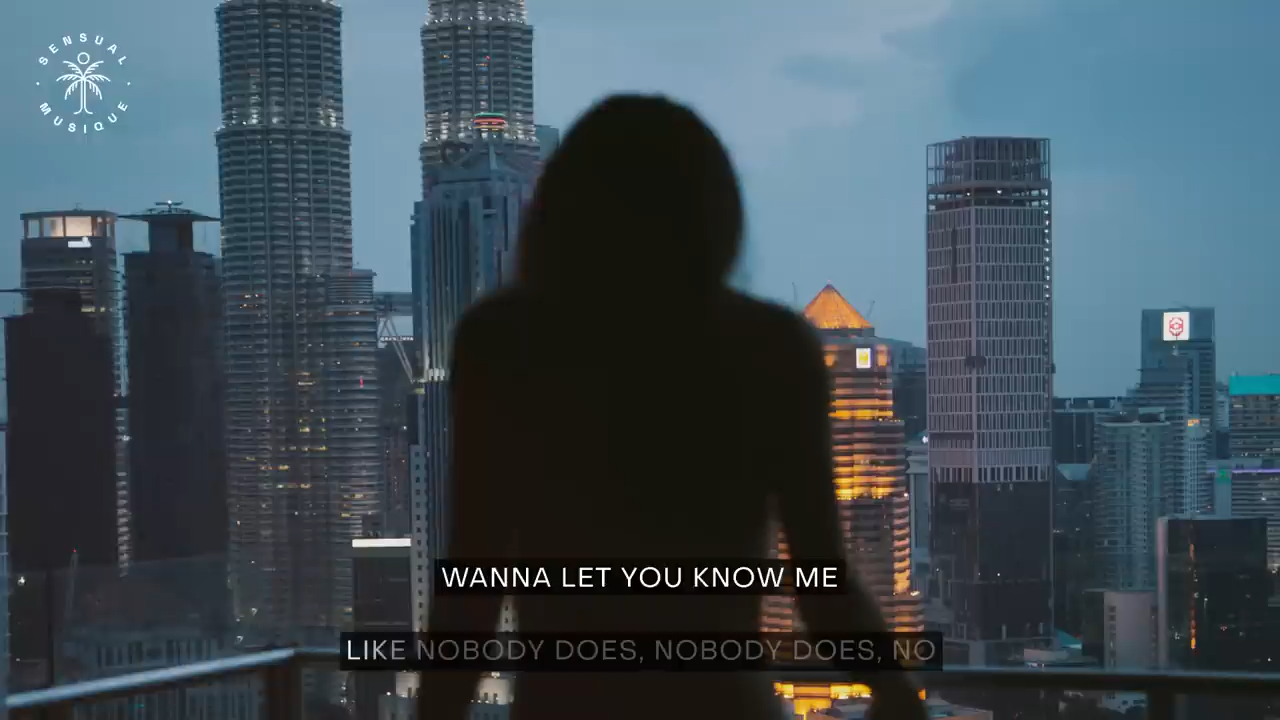 SENSUAL
MUSIQUE
WANNA LET YOU KNOW ME
LIKE NOBODY DOES, NOBODY DOES, NO